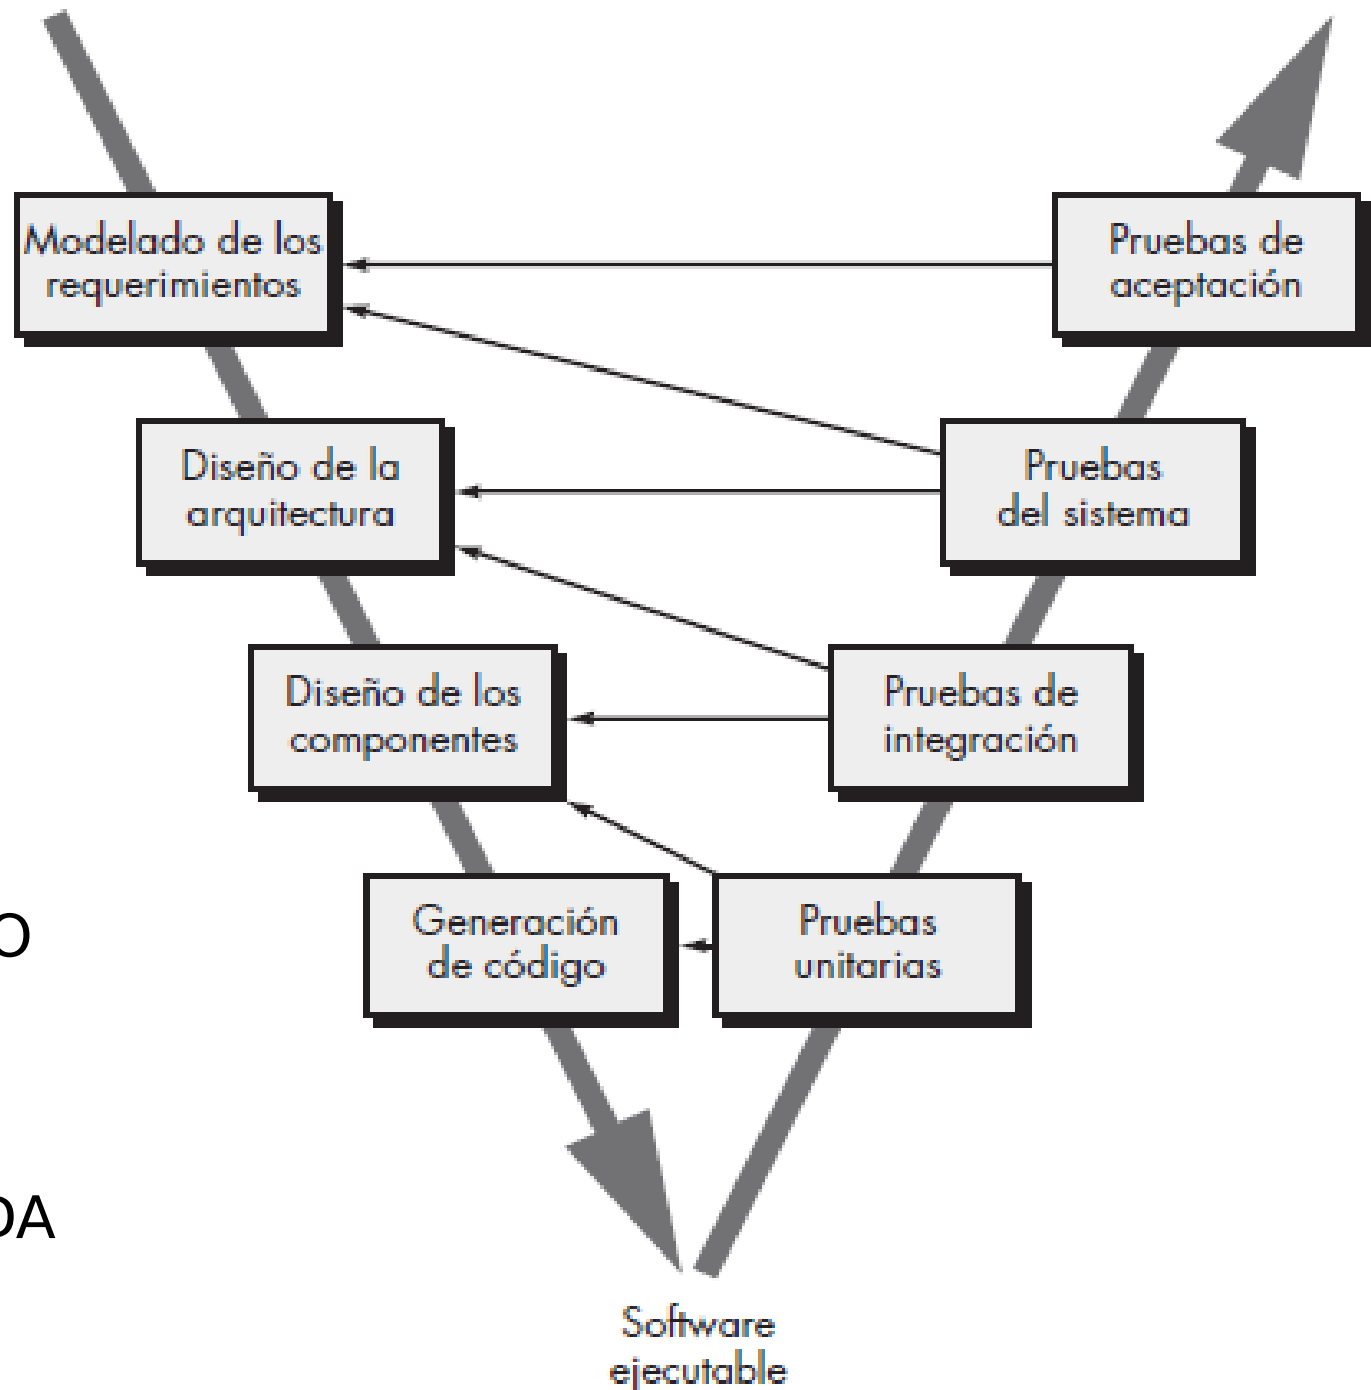 Modelado de los
requerimientos
Pruebas de
aceptación
Diseño de la
arquitectura
Pruebas
del sistema
Diseño de los
componentes
Pruebas de
integración
O
Generación
de código
Pruebas
unitarias
DA
Software
ejecutable